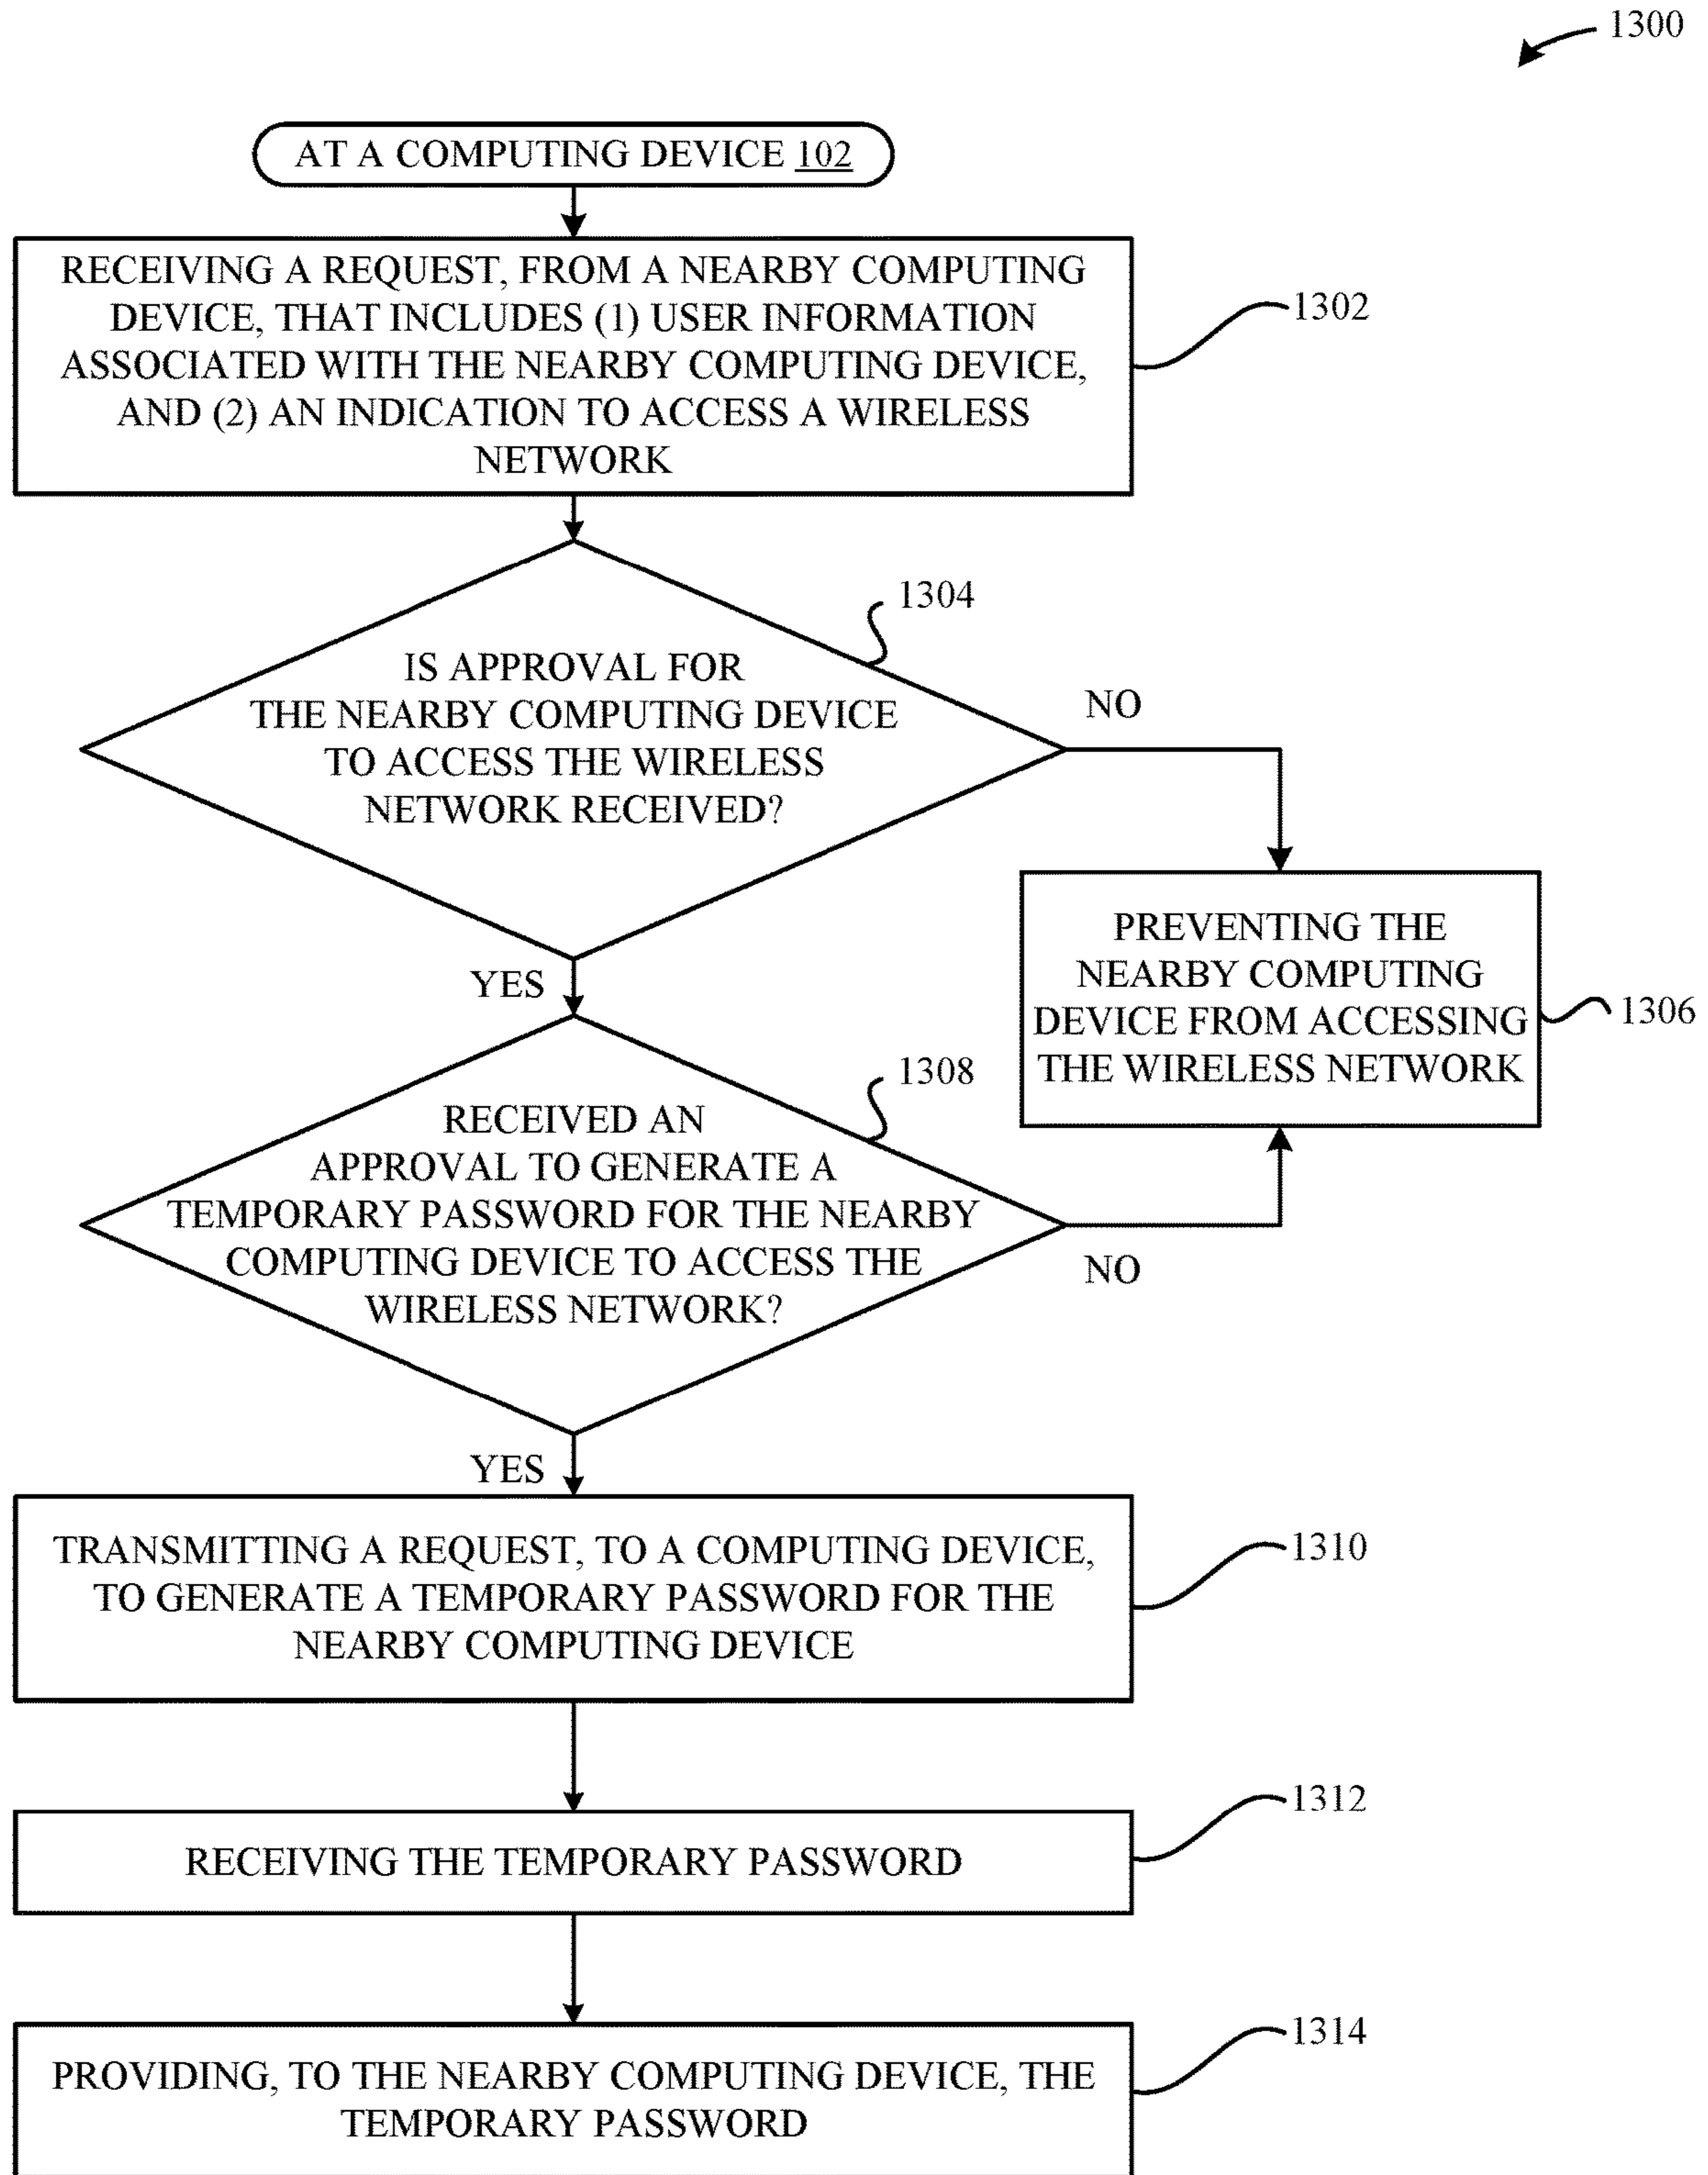 1300
AT A COMPUTING DEVICE 102
RECEIVING A REQUEST, FROM A NEARBY COMPUTING
DEVICE, THAT INCLUDES (1) USER INFORMATION
ASSOCIATED WITH THE NEARBY COMPUTING DEVICE,
AND (2) AN INDICATION TO ACCESS A WIRELESS
NETWORK
1302
1304
IS APPROVAL FOR
THE NEARBY COMPUTING DEVICE
TO ACCESS THE WIRELESS
NETWORK RECEIVED?
NO
YES
PREVENTING THE
NEARBY COMPUTING
DEVICE FROM ACCESSING
THE WIRELESS NETWORK
1306
1308
RECEIVED AN
APPROVAL TO GENERATE A
TEMPORARY PASSWORD FOR THE NEARBY
COMPUTING DEVICE TO ACCESS THE
WIRELESS NETWORK?
NO
YES
TRANSMITTING A REQUEST, TO A COMPUTING DEVICE,
TO GENERATE A TEMPORARY PASSWORD FOR THE
NEARBY COMPUTING DEVICE
1310
RECEIVING THE TEMPORARY PASSWORD
1312
PROVIDING, TO THE NEARBY COMPUTING DEVICE, THE
TEMPORARY PASSWORD
1314